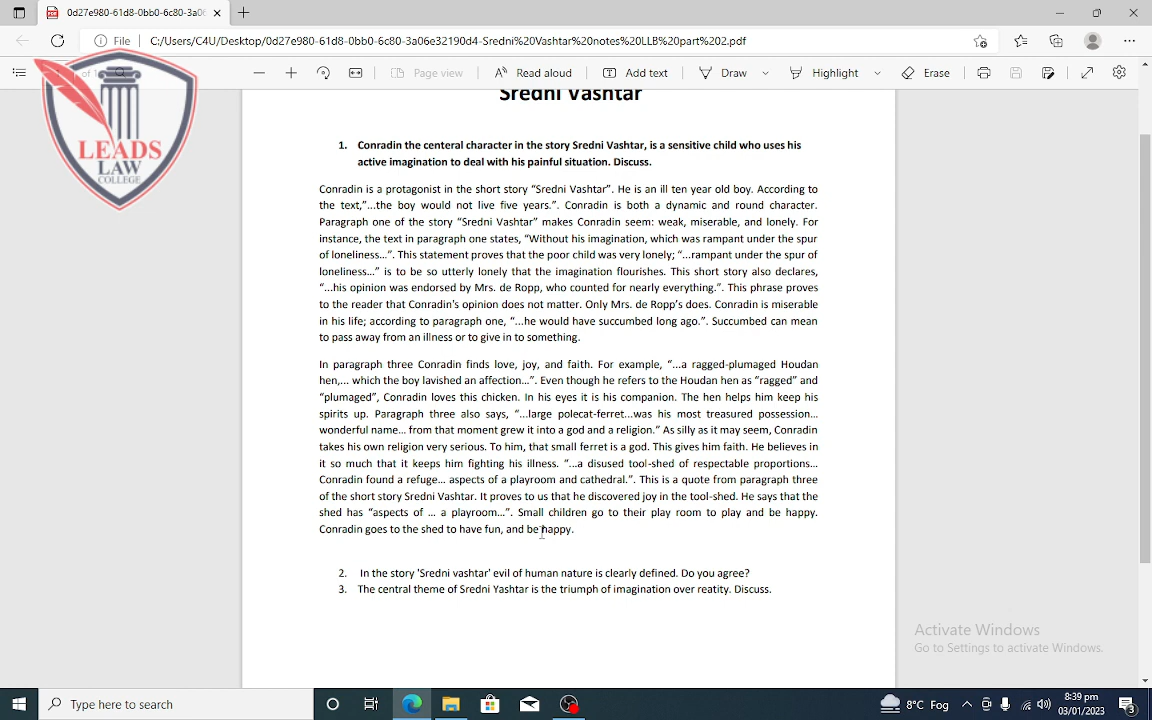 0d27e980-61d8-0bb0-6c80-3a0
File C:/Users/C4U/Desktop/0d27e980-61d8-0bb0-6c80-3a06e32190d4-Sredni%20Vashtar%20notes%20LLB%20part%202.pdf
of 1 Page view Read aloud Add text Draw Highlight Erase
LEADS
LAW
COLLEGE
Sredni Vashtar
1. Conradin the centeral character in the story Sredni Vashtar, is a sensitive child who uses his
active imagination to deal with his painful situation. Discuss.
Conradin is a protagonist in the short story “Sredni Vashtar”. He is an ill ten year old boy. According to
the text,”...the boy would not live five years.”. Conradin is both a dynamic and round character.
Paragraph one of the story “Sredni Vashtar” makes Conradin seem: weak, miserable, and lonely. For
instance, the text in paragraph one states, “Without his imagination, which was rampant under the spur
of loneliness...”. This statement proves that the poor child was very lonely; “...rampant under the spur of
loneliness...” is to be so utterly lonely that the imagination flourishes. This short story also declares,
“...his opinion was endorsed by Mrs. de Ropp, who counted for nearly everything.”. This phrase proves
to the reader that Conradin's opinion does not matter. Only Mrs. de Ropp’s does. Conradin is miserable
in his life; according to paragraph one, “...he would have succumbed long ago.”. Succumbed can mean
to pass away from an illness or to give in to something.
In paragraph three Conradin finds love, joy, and faith. For example, “...a ragged-plumaged Houdan
hen,... which the boy lavished an affection...”. Even though he refers to the Houdan hen as “ragged” and
“plumaged”, Conradin loves this chicken. In his eyes it is his companion. The hen helps him keep his
spirits up. Paragraph three also says, “...large polecat-ferret...was his most treasured possession...
wonderful name... from that moment grew it into a god and a religion.” As silly as it may seem, Conradin
takes his own religion very serious. To him, that small ferret is a god. This gives him faith. He believes in
it so much that it keeps him fighting his illness. “...a disused tool-shed of respectable proportions...
Conradin found a refuge... aspects of a playroom and cathedral.”. This is a quote from paragraph three
of the short story Sredni Vashtar. It proves to us that he discovered joy in the tool-shed. He says that the
shed has “aspects of ... a playroom...”. Small children go to their play room to play and be happy.
Conradin goes to the shed to have fun, and be happy.
2. In the story 'Sredni vashtar' evil of human nature is clearly defined. Do you agree?
3. The central theme of Sredni Yashtar is the triumph of imagination over reatity. Discuss.
Activate Windows
Go to Settings to activate Windows.
Type here to search
8°C Fog
8:39 pm
03/01/2023
3